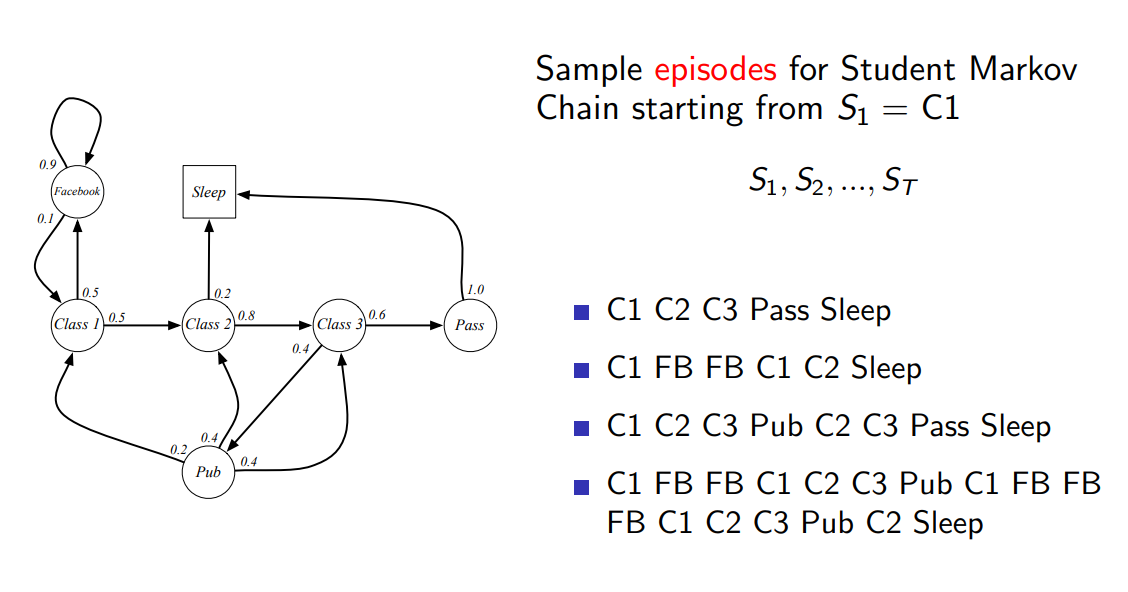 Sample episodes for Student Markov
Chain starting from S1 = C1
S1, S2, ..., ST
C1 C2 C3 Pass Sleep
C1 FB FB C1 C2 Sleep
C1 C2 C3 Pub C2 C3 Pass Sleep
C1 FB FB C1 C2 C3 Pub C1 FB FB
FB C1 C2 C3 Pub C2 Sleep
0.9
Facebook
0.1
Sleep
0.5
0.2
1.0
Class 1
0.5
Class 2
0.8
Class 3
0.6
Pass
0.4
0.2
0.4
0.4
Pub